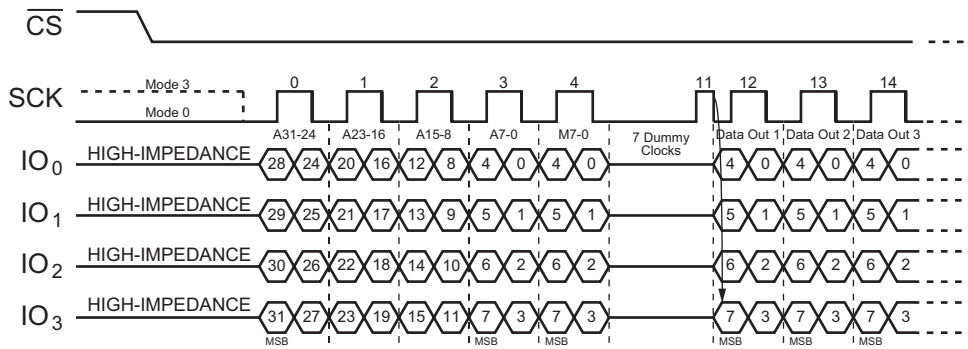 CS
SCK
Mode 3
Mode 0
0 1 2 3 4 11 12 13 14
A31-24 A23-16 A15-8 A7-0 M7-0 7 Dummy Clocks Data Out 1 Data Out 2 Data Out 3
IO0 HIGH-IMPEDANCE 28 24 20 16 12 8 4 0 4 0 4 0 4 0 4 0
IO1 HIGH-IMPEDANCE 29 25 21 17 13 9 5 1 5 1 5 1 5 1 5 1
IO2 HIGH-IMPEDANCE 30 26 22 18 14 10 6 2 6 2 6 2 6 2 6 2
IO3 HIGH-IMPEDANCE 31 27 23 19 15 11 7 3 7 3 7 3 7 3 7 3
MSB MSB MSB MSB MSB MSB